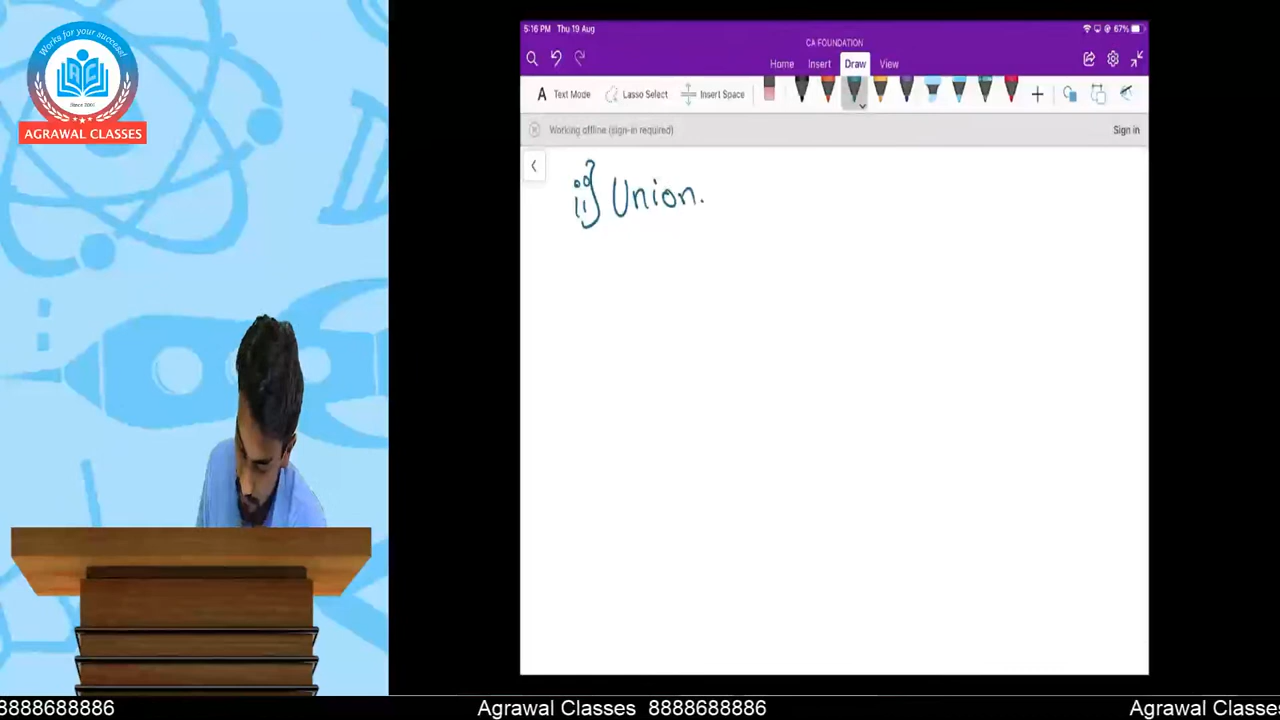 Works for your success!
AC
Since 2001
AGRAWAL CLASSES
5:16 PM Thu 19 Aug
67%
CA FOUNDATION
Home Insert Draw View
A Text Mode Lasso Select Insert Space
Working offline (sign-in required)
Sign in
ii} Union.
8888688886 Agrawal Classes 8888688886 Agrawal Classes